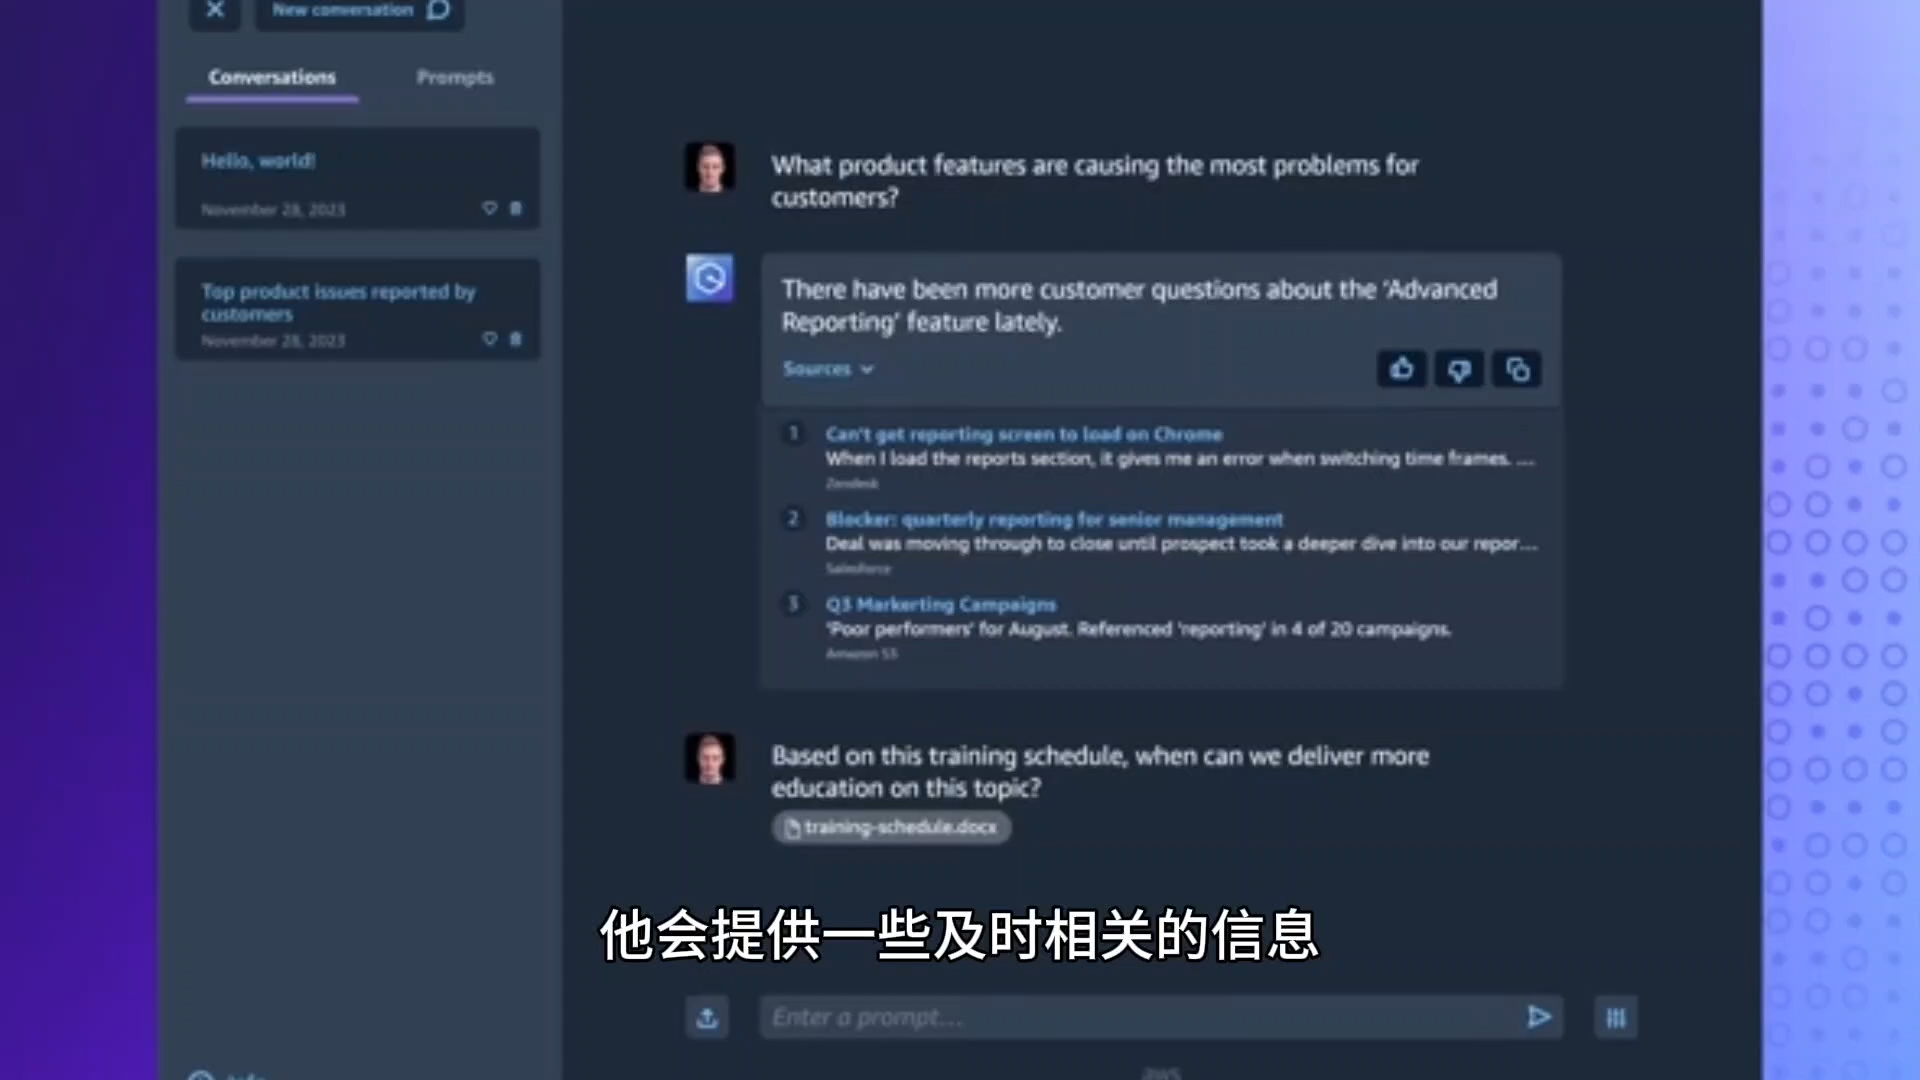 New conversation
Conversations
Prompts
Hello, world!
November 28, 2023
Top product issues reported by
customers
November 28, 2023
What product features are causing the most problems for
customers?
There have been more customer questions about the 'Advanced
Reporting' feature lately.
Sources
1
Can't get reporting screen to load on Chrome
When I load the reports section, it gives me an error when switching time frames. ...
Zendesk
2
Blocker: quarterly reporting for senior management
Deal was moving through to close until prospect took a deeper dive into our repor...
Salesforce
3
Q3 Markerting Campaigns
'Poor performers' for August. Referenced 'reporting' in 4 of 20 campaigns.
Amazon S3
Based on this training schedule, when can we deliver more
education on this topic?
training-schedule.docx
他会提供一些及时相关的信息
Enter a prompt...
aws